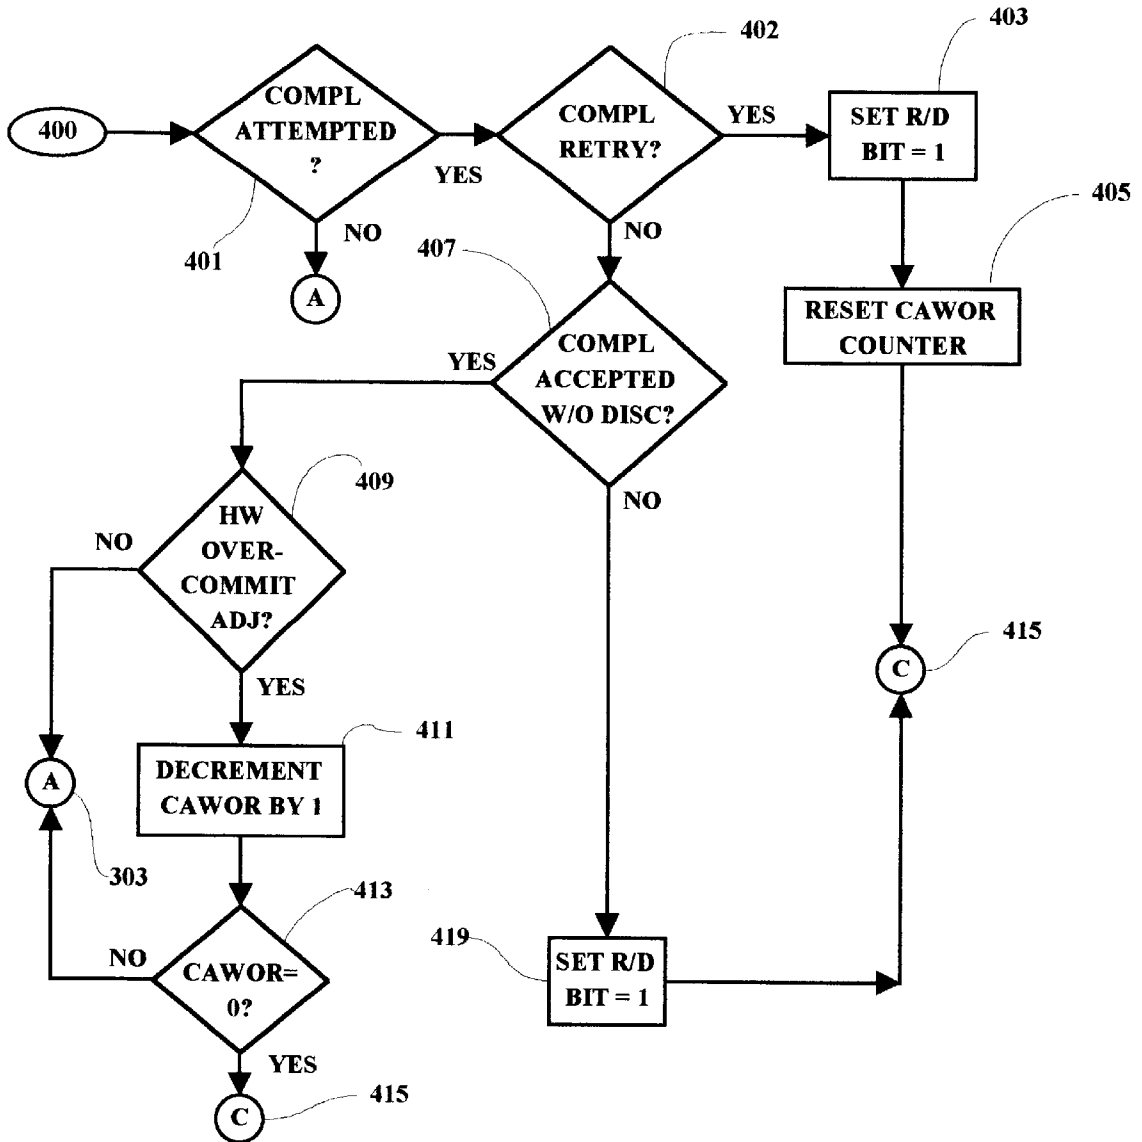 402
403
400
COMPL
ATTEMPTED
?
COMPL
RETRY?
YES
SET R/D
BIT = 1
YES
405
401
NO
407
NO
A
RESET CAWOR
COUNTER
YES
COMPL
ACCEPTED
W/O DISC?
409
NO
NO
HW
OVER-
COMMIT
ADJ?
415
C
YES
411
A
DECREMENT
CAWOR BY 1
303
413
419
NO
CAWOR=
0?
SET R/D
BIT = 1
YES
415
C